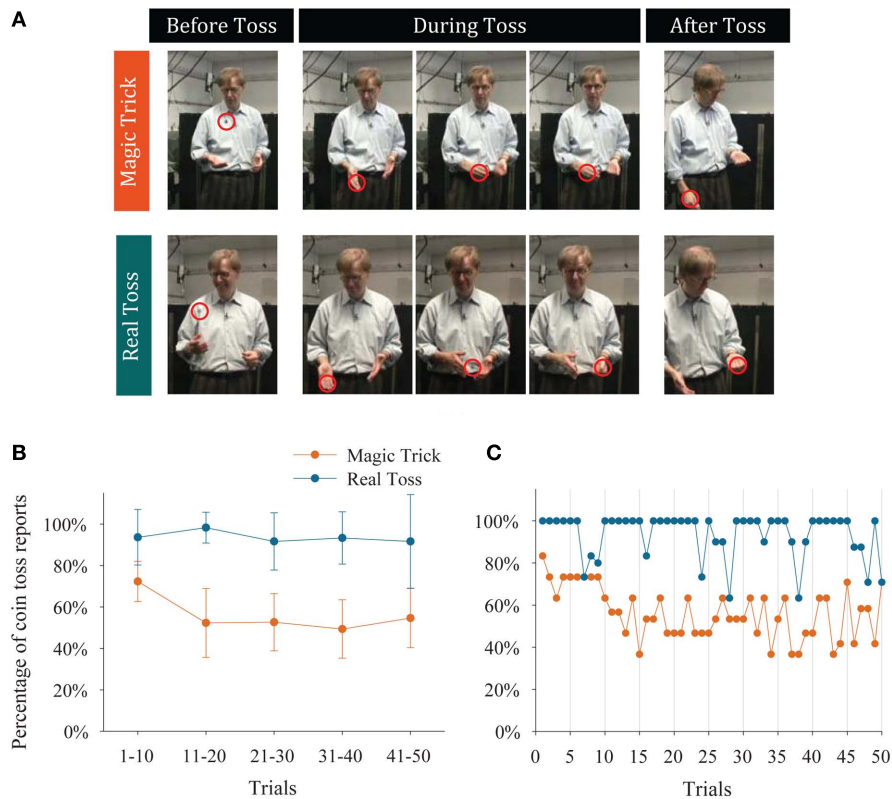 A
Before Toss
During Toss
After Toss
Magic Trick
Real Toss
B
Magic Trick
Real Toss
Percentage of coin toss reports
100%
80%
60%
40%
20%
0%
1-10
11-20
21-30
31-40
41-50
Trials
C
100%
80%
60%
40%
20%
0%
0
5
10
15
20
25
30
35
40
45
50
Trials